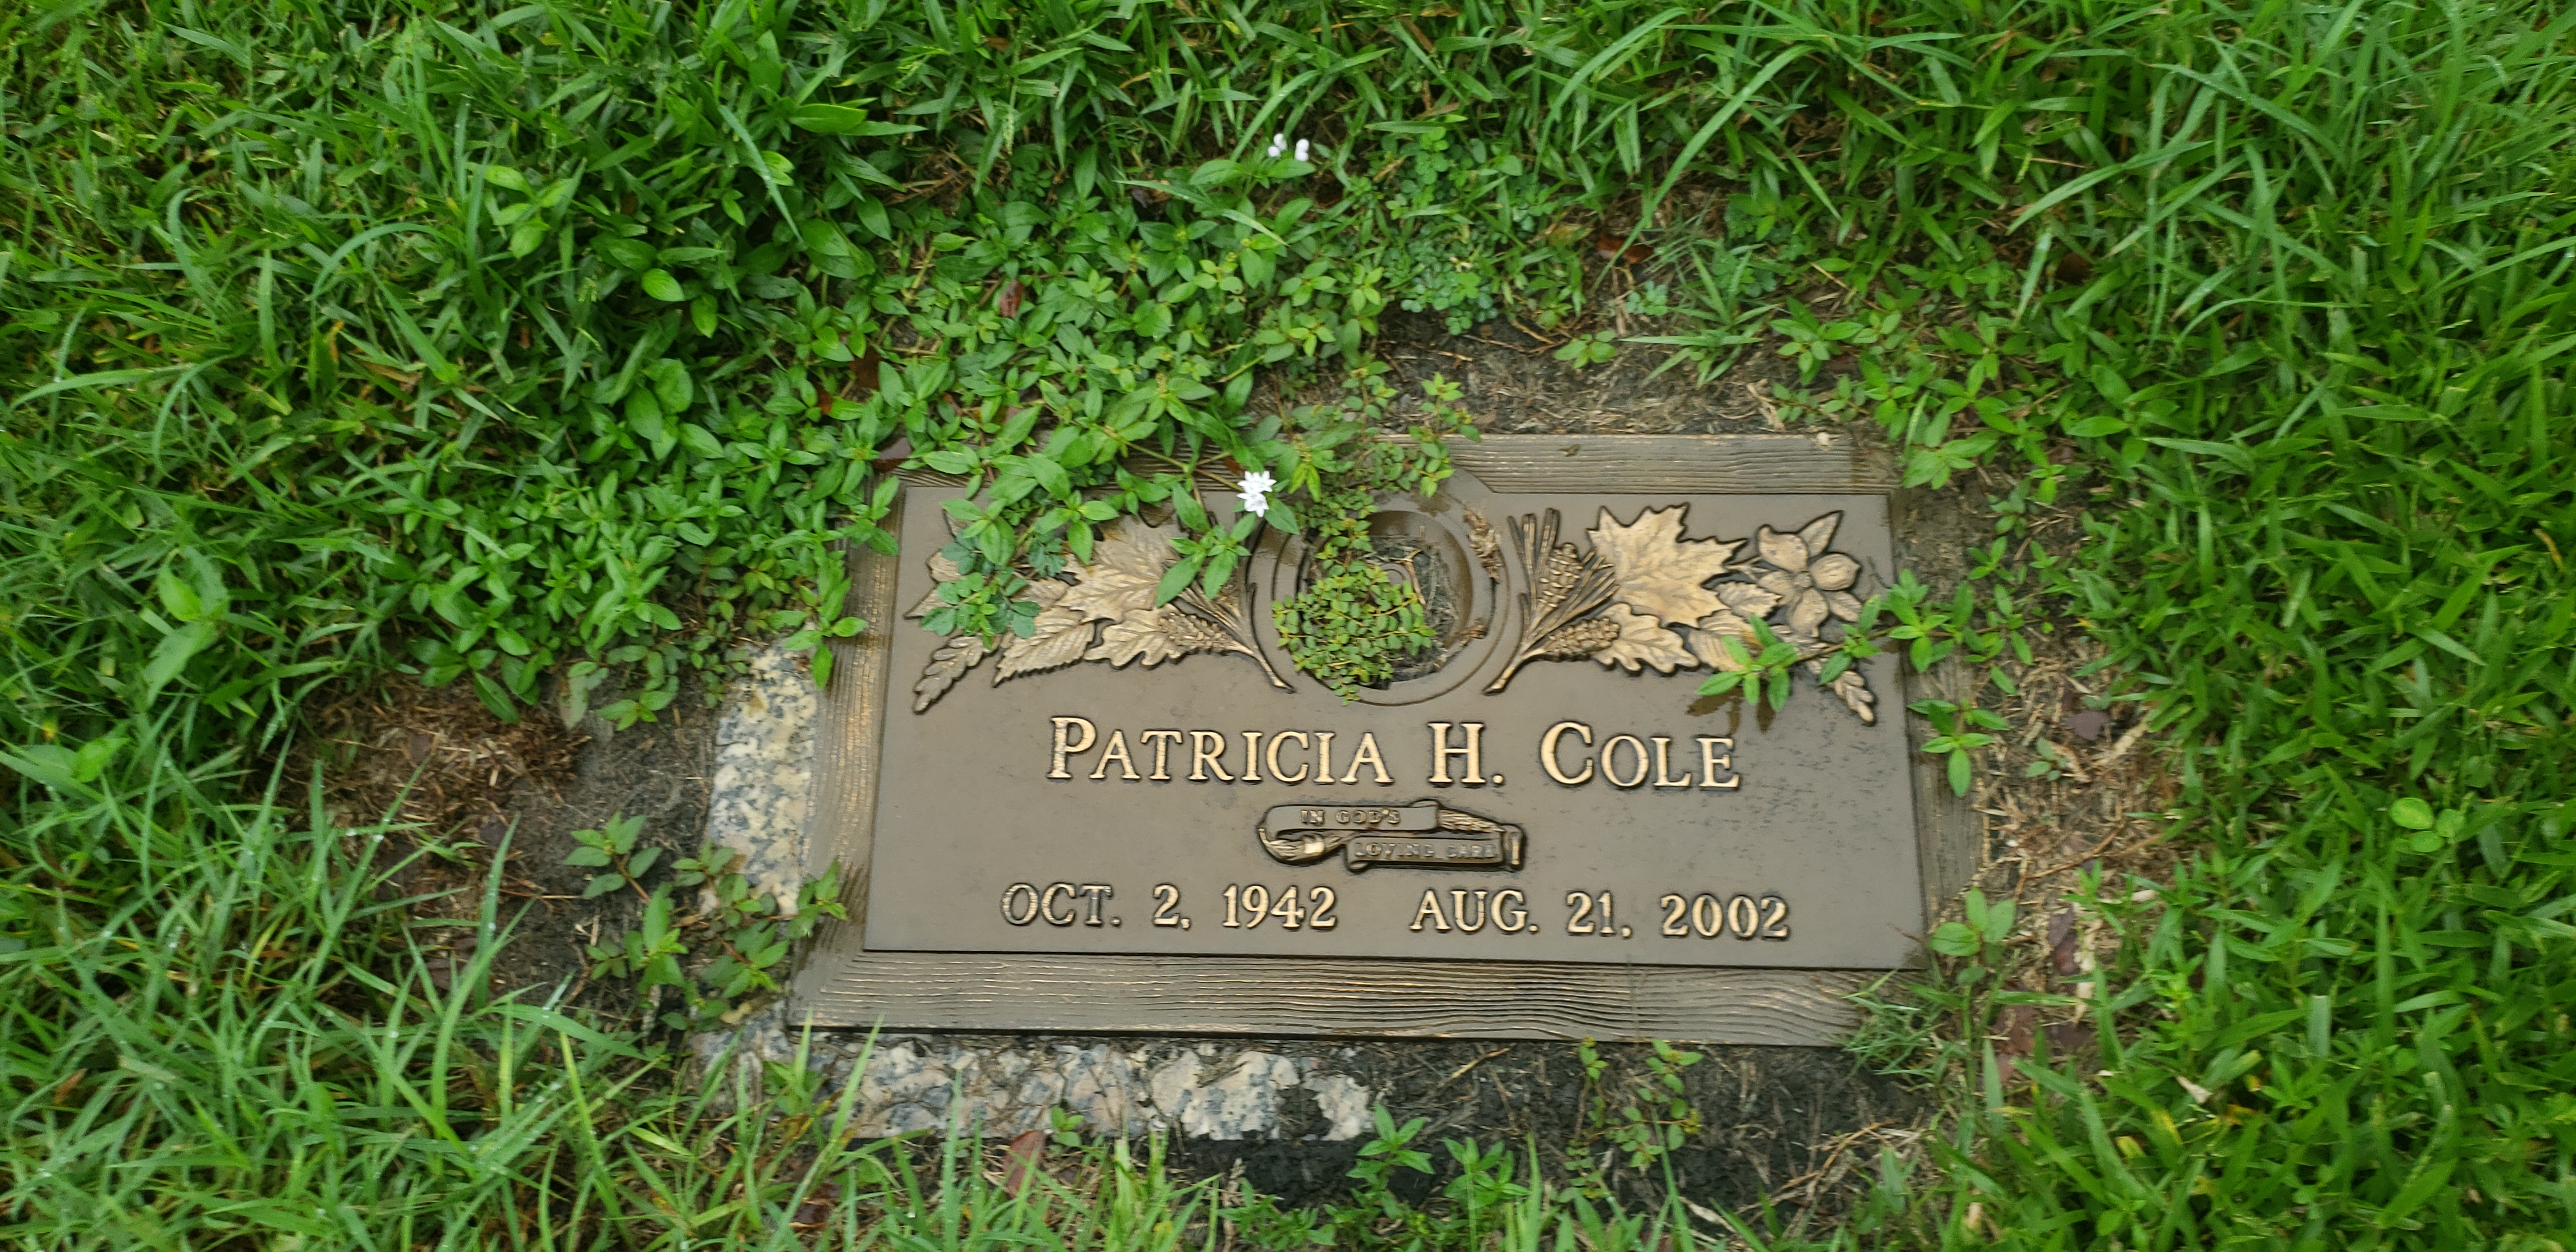 PATRICIA H. COLE
IN GOD'S
LOVING CARE
OCT. 2, 1942 AUG. 21, 2002